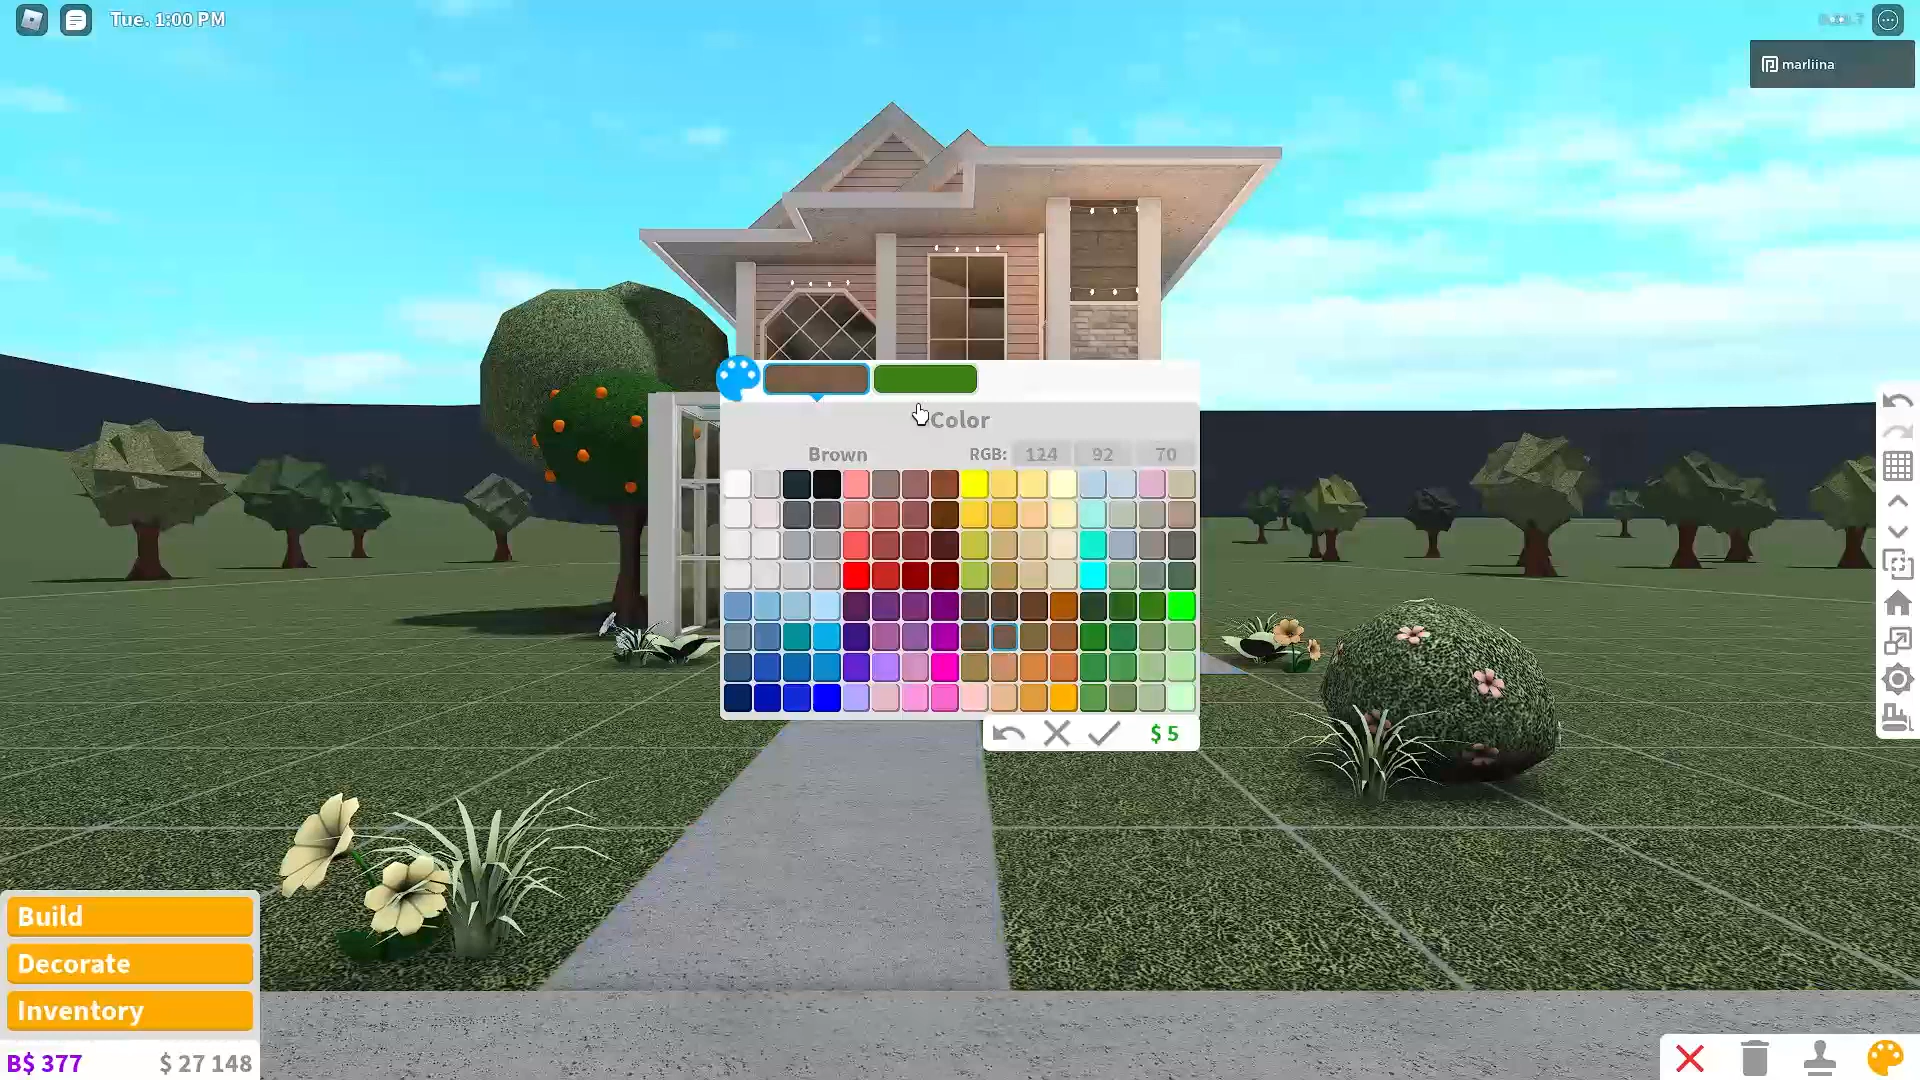 Tue. 1:00 PM
marliina
Color
Brown
RGB: 124 92 70
$ 5
Build
Decorate
Inventory
B$ 377 $ 27 148